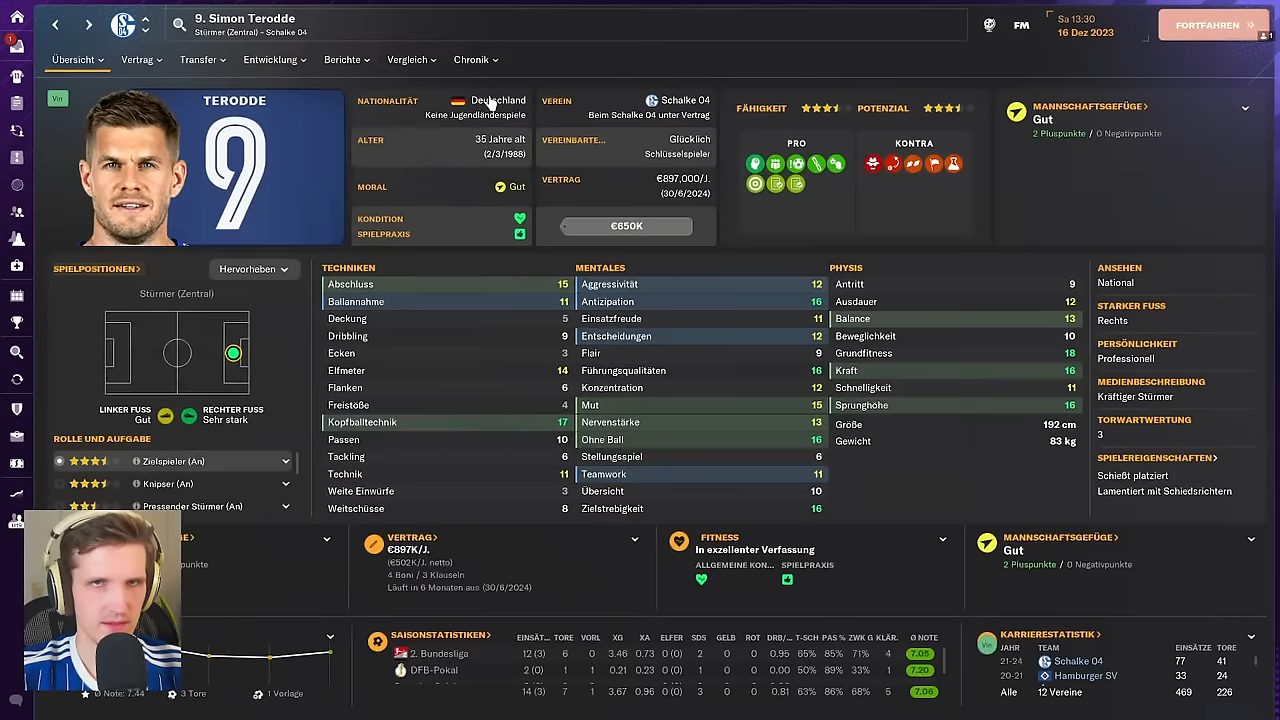 9. Simon Terodde
Stürmer (Zentral) – Schalke 04
FM
Sa 13:30
16 Dez 2023
FORTFAHREN
1
1
Übersicht
Vertrag
Transfer
Entwicklung
Berichte
Vergleich
Chronik
Vin
TERODDE
9
NATIONALITÄT
Deutschland
Keine Jugendländerspiele
ALTER
35 Jahre alt
(2/3/1988)
MORAL
Gut
KONDITION
SPIELPRAXIS
VEREIN
Schalke 04
Beim Schalke 04 unter Vertrag
VEREINBARTE...
Glücklich
Schlüsselspieler
VERTRAG
€897,000/J.
(30/6/2024)
€650K
FÄHIGKEIT
POTENZIAL
PRO
KONTRA
MANNSCHAFTSGEFÜGE>
Gut
2 Pluspunkte / 0 Negativpunkte
SPIELPOSITIONEN>
Hervorheben
Stürmer (Zentral)
LINKER FUSS
Gut
RECHTER FUSS
Sehr stark
ROLLE UND AUFGABE
Zielspieler (An)
Knipser (An)
Pressender Stürmer (An)
TECHNIKEN
Abschluss 15
Ballannahme 11
Deckung 5
Dribbling 9
Ecken 3
Elfmeter 14
Flanken 6
Freistöße 4
Kopfballtechnik 17
Passen 10
Tackling 6
Technik 11
Weite Einwürfe 3
Weitschüsse 8
MENTALES
Aggressivität 12
Antizipation 16
Einsatzfreude 11
Entscheidungen 12
Flair 9
Führungsqualitäten 16
Konzentration 12
Mut 15
Nervenstärke 13
Ohne Ball 16
Stellungsspiel 6
Teamwork 11
Übersicht 10
Zielstrebigkeit 16
PHYSIS
Antritt 9
Ausdauer 12
Balance 13
Beweglichkeit 10
Grundfitness 18
Kraft 16
Schnelligkeit 11
Sprunghöhe 16
Größe 192 cm
Gewicht 83 kg
ANSEHEN
National
STARKER FUSS
Rechts
PERSÖNLICHKEIT
Professionell
MEDIENBESCHREIBUNG
Kräftiger Stürmer
TORWARTWERTUNG
3
SPIELEREIGENSCHAFTEN>
Schießt platziert
Lamentiert mit Schiedsrichtern
GE>
punkte
VERTRAG>
€897K/J.
(€502K/J. netto)
4 Boni / 3 Klauseln
Läuft in 6 Monaten aus (30/6/2024)
FITNESS
In exzellenter Verfassung
ALLGEMEINE KON... SPIELPRAXIS
MANNSCHAFTSGEFÜGE>
Gut
2 Pluspunkte / 0 Negativpunkte
Ø Note: 7.44
3 Tore
1 Vorlage
SAISONSTATISTIKEN>
EINSÄT... TORE VORL XG XA ELFER SDS GELB ROT DRB/... T-SCH PAS % ZWK G KLÄR. Ø NOTE
2. Bundesliga 12 (3) 6 0 3.46 0.73 0 (0) 2 0 0 0.95 65% 85% 71% 4 7.05
DFB-Pokal 2 (0) 1 1 0.21 0.23 0 (0) 1 0 0 0.00 50% 89% 33% 1 7.20
14 (3) 7 1 3.67 0.96 0 (0) 3 0 0 0.81 63% 86% 68% 5 7.06
KARRIERESTATISTIK>
Vin
JAHR TEAM EINSÄTZE TORE
21-24 Schalke 04 77 41
20-21 Hamburger SV 33 24
Alle 12 Vereine 469 226